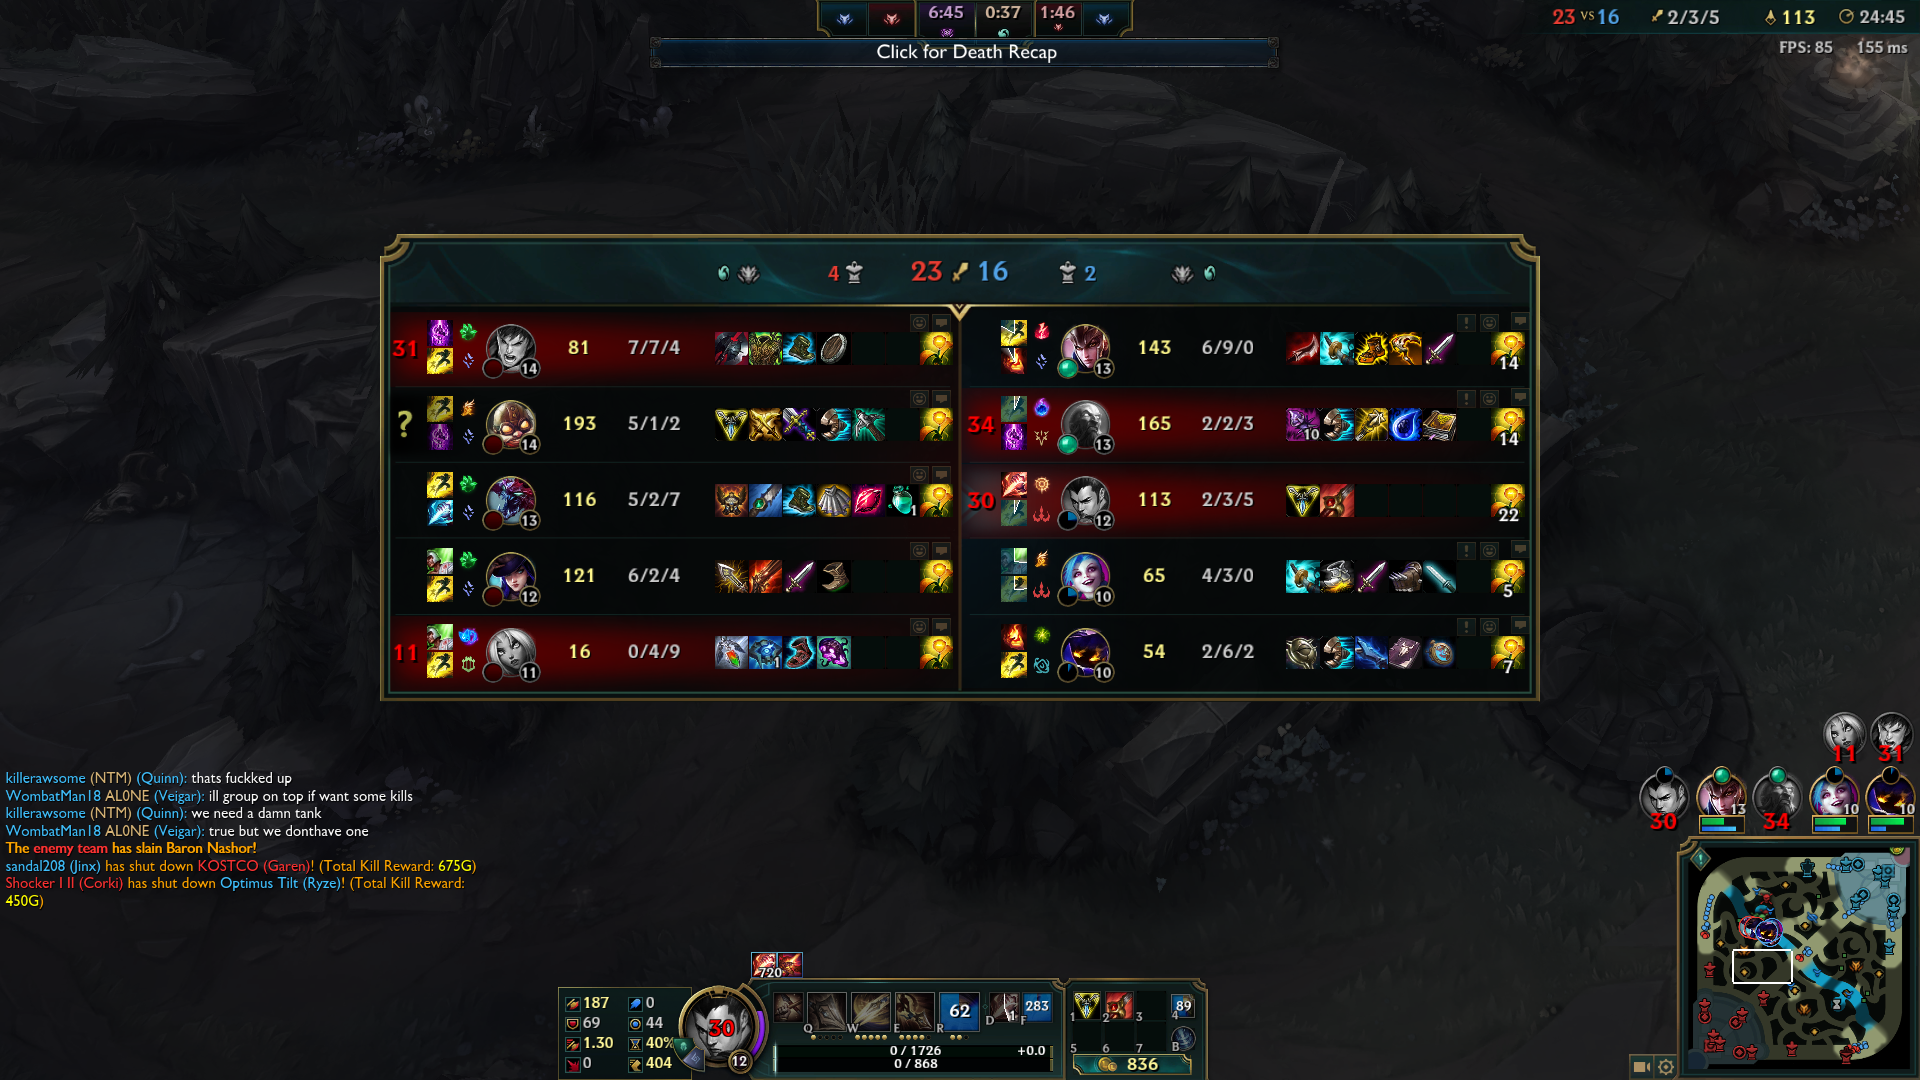 6:45 0:37 1:46
23 vs 16 2/3/5 113 24:45
Click for Death Recap
FPS: 85 155 ms
4 23 16 2
31 14 81 7/7/4 13 143 6/9/0 14
? 14 193 5/1/2 34 13 165 2/2/3 10 14
13 116 5/2/7 1 30 12 113 2/3/5 22
12 121 6/2/4 10 65 4/3/0 5
11 11 16 0/4/9 1 10 54 2/6/2 7
11 31
killerawsome (NTM) (Quinn): thats fuckked up
WombatMan18 AL0NE (Veigar): ill group on top if want some kills
killerawsome (NTM) (Quinn): we need a damn tank
WombatMan18 AL0NE (Veigar): true but we donthave one
The enemy team has slain Baron Nashor!
sandal208 (Jinx) has shut down KOSTCO (Garen)! (Total Kill Reward: 675G)
Shocker I II (Corki) has shut down Optimus Tilt (Ryze)! (Total Kill Reward:
450G)
30 13 34 10 10
720
187 0
69 44
1.30 40%
0 404
30 12
Q W E R 62 D 1 F 283
0 / 1726 +0.0
0 / 868
1 2 3 4 89
5 6 7 B
836